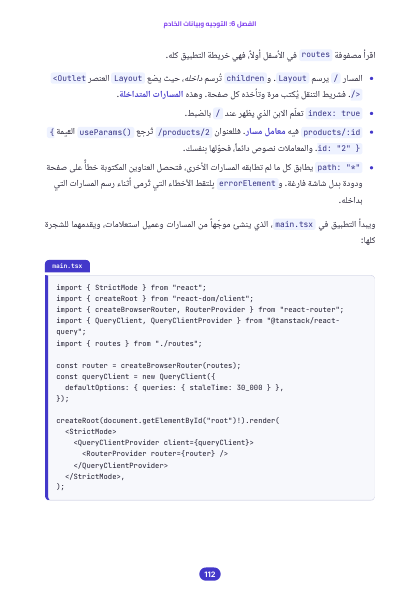 الفصل 6: التوجيه وبيانات الخادم
اقرأ مصفوفة routes في الأسفل أولاً، فهي خريطة التطبيق كله.
• المسار / يرسم Layout. و children تُرسم داخله، حيث يضع Layout العنصر <Outlet
/>. فشريط التنقل يُكتب مرة وتأخذه كل صفحة. وهذه المسارات المتداخلة.
• index: true تعلّم الابن الذي يظهر عند / بالضبط.
• products/:id فيه معامل مسار. فللعنوان /products/2 تُرجع useParams() القيمة {
id: "2" }. والمعاملات نصوص دائماً، فحوّلها بنفسك.
• path: "*" يطابق كل ما لم تطابقه المسارات الأخرى، فتحصل العناوين المكتوبة خطأً على صفحة
ودودة بدل شاشة فارغة. و errorElement يلتقط الأخطاء التي تُرمى أثناء رسم المسارات التي
بداخله.
ويبدأ التطبيق في main.tsx، الذي ينشئ موجّهاً من المسارات وعميل استعلامات، ويقدمهما للشجرة
كلها:
main.tsx
import { StrictMode } from "react";
import { createRoot } from "react-dom/client";
import { createBrowserRouter, RouterProvider } from "react-router";
import { QueryClient, QueryClientProvider } from "@tanstack/react-
query";
import { routes } from "./routes";
const router = createBrowserRouter(routes);
const queryClient = new QueryClient({
  defaultOptions: { queries: { staleTime: 30_000 } },
});
createRoot(document.getElementById("root")!).render(
  <StrictMode>
    <QueryClientProvider client={queryClient}>
      <RouterProvider router={router} />
    </QueryClientProvider>
  </StrictMode>,
);
112